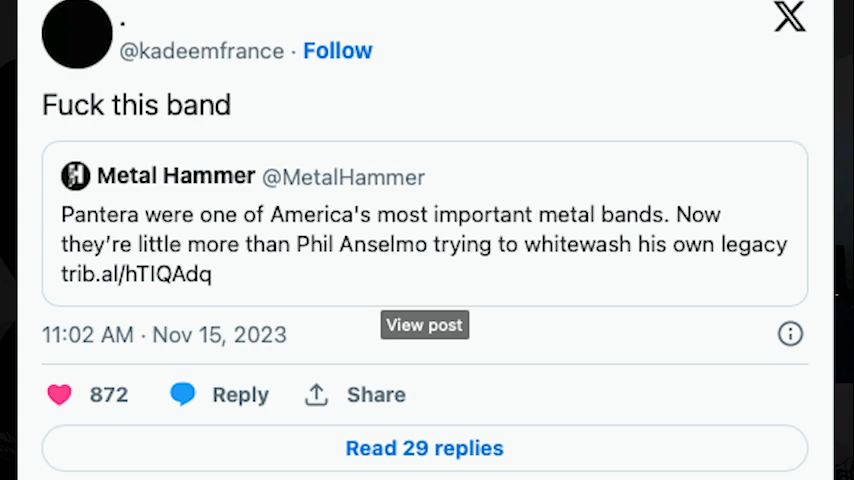 .
@kadeemfrance · Follow
Fuck this band
Metal Hammer @MetalHammer
Pantera were one of America's most important metal bands. Now
they're little more than Phil Anselmo trying to whitewash his own legacy
trib.al/hTIQAdq
View post
11:02 AM · Nov 15, 2023
872 Reply Share
Read 29 replies